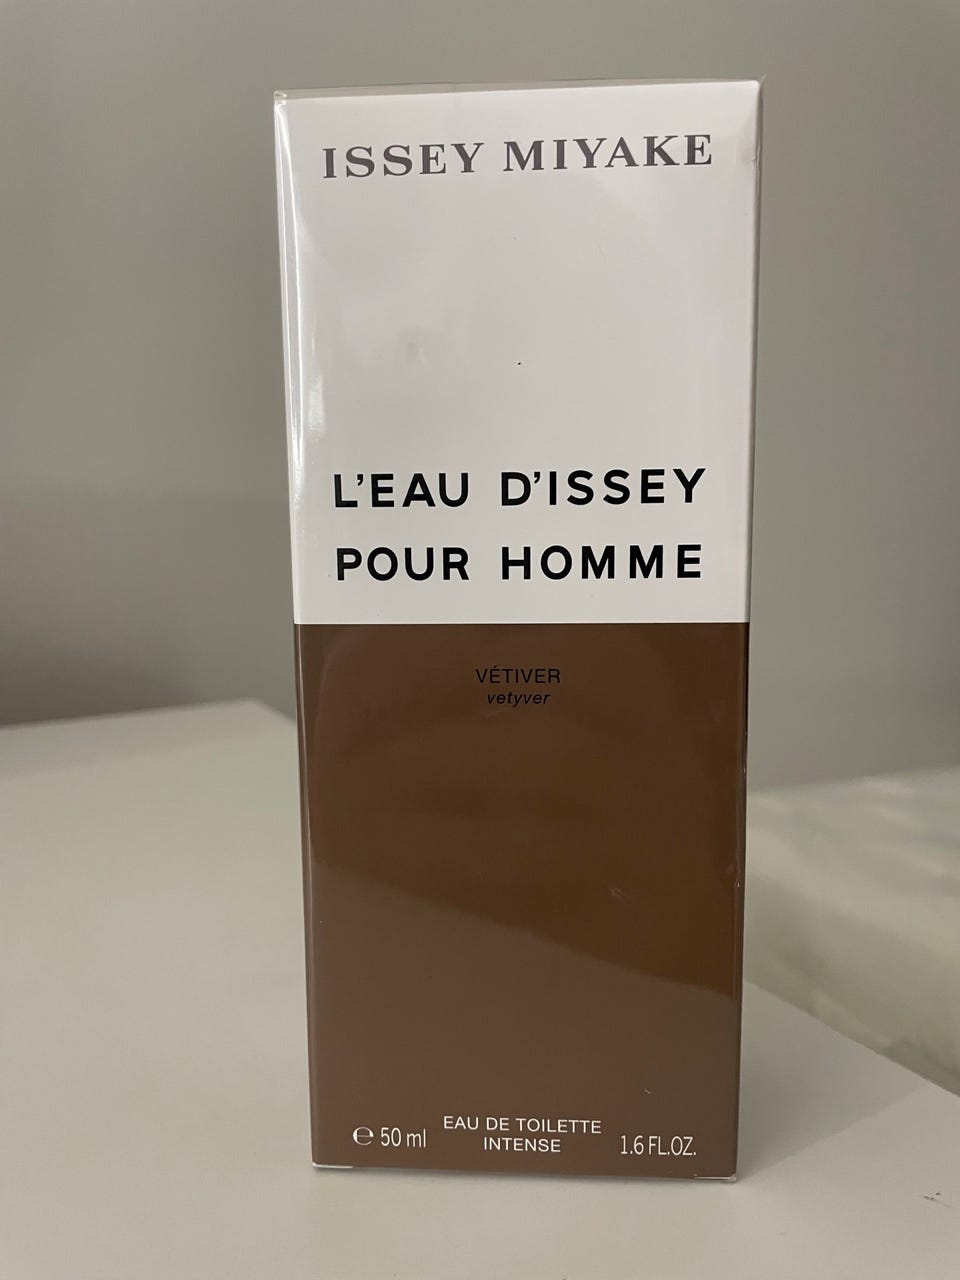 ISSEY MIYAKE
L'EAU D'ISSEY
POUR HOMME
VÉTIVER
vetyver
℮ 50 ml
EAU DE TOILETTE
INTENSE
1.6 FL.OZ.